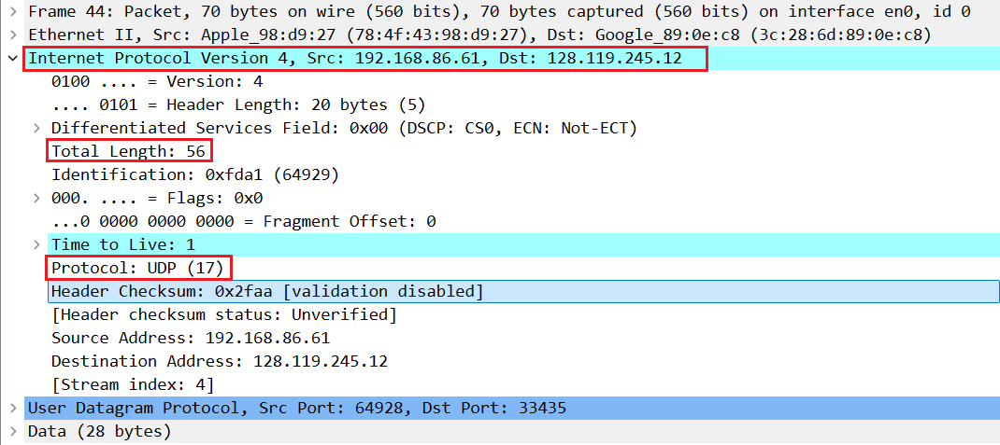 Frame 44: Packet, 70 bytes on wire (560 bits), 70 bytes captured (560 bits) on interface en0, id 0
Ethernet II, Src: Apple_98:d9:27 (78:4f:43:98:d9:27), Dst: Google_89:0e:c8 (3c:28:6d:89:0e:c8)
Internet Protocol Version 4, Src: 192.168.86.61, Dst: 128.119.245.12
0100 .... = Version: 4
.... 0101 = Header Length: 20 bytes (5)
Differentiated Services Field: 0x00 (DSCP: CS0, ECN: Not-ECT)
Total Length: 56
Identification: 0xfda1 (64929)
000. .... = Flags: 0x0
...0 0000 0000 0000 = Fragment Offset: 0
Time to Live: 1
Protocol: UDP (17)
Header Checksum: 0x2faa [validation disabled]
[Header checksum status: Unverified]
Source Address: 192.168.86.61
Destination Address: 128.119.245.12
[Stream index: 4]
User Datagram Protocol, Src Port: 64928, Dst Port: 33435
Data (28 bytes)